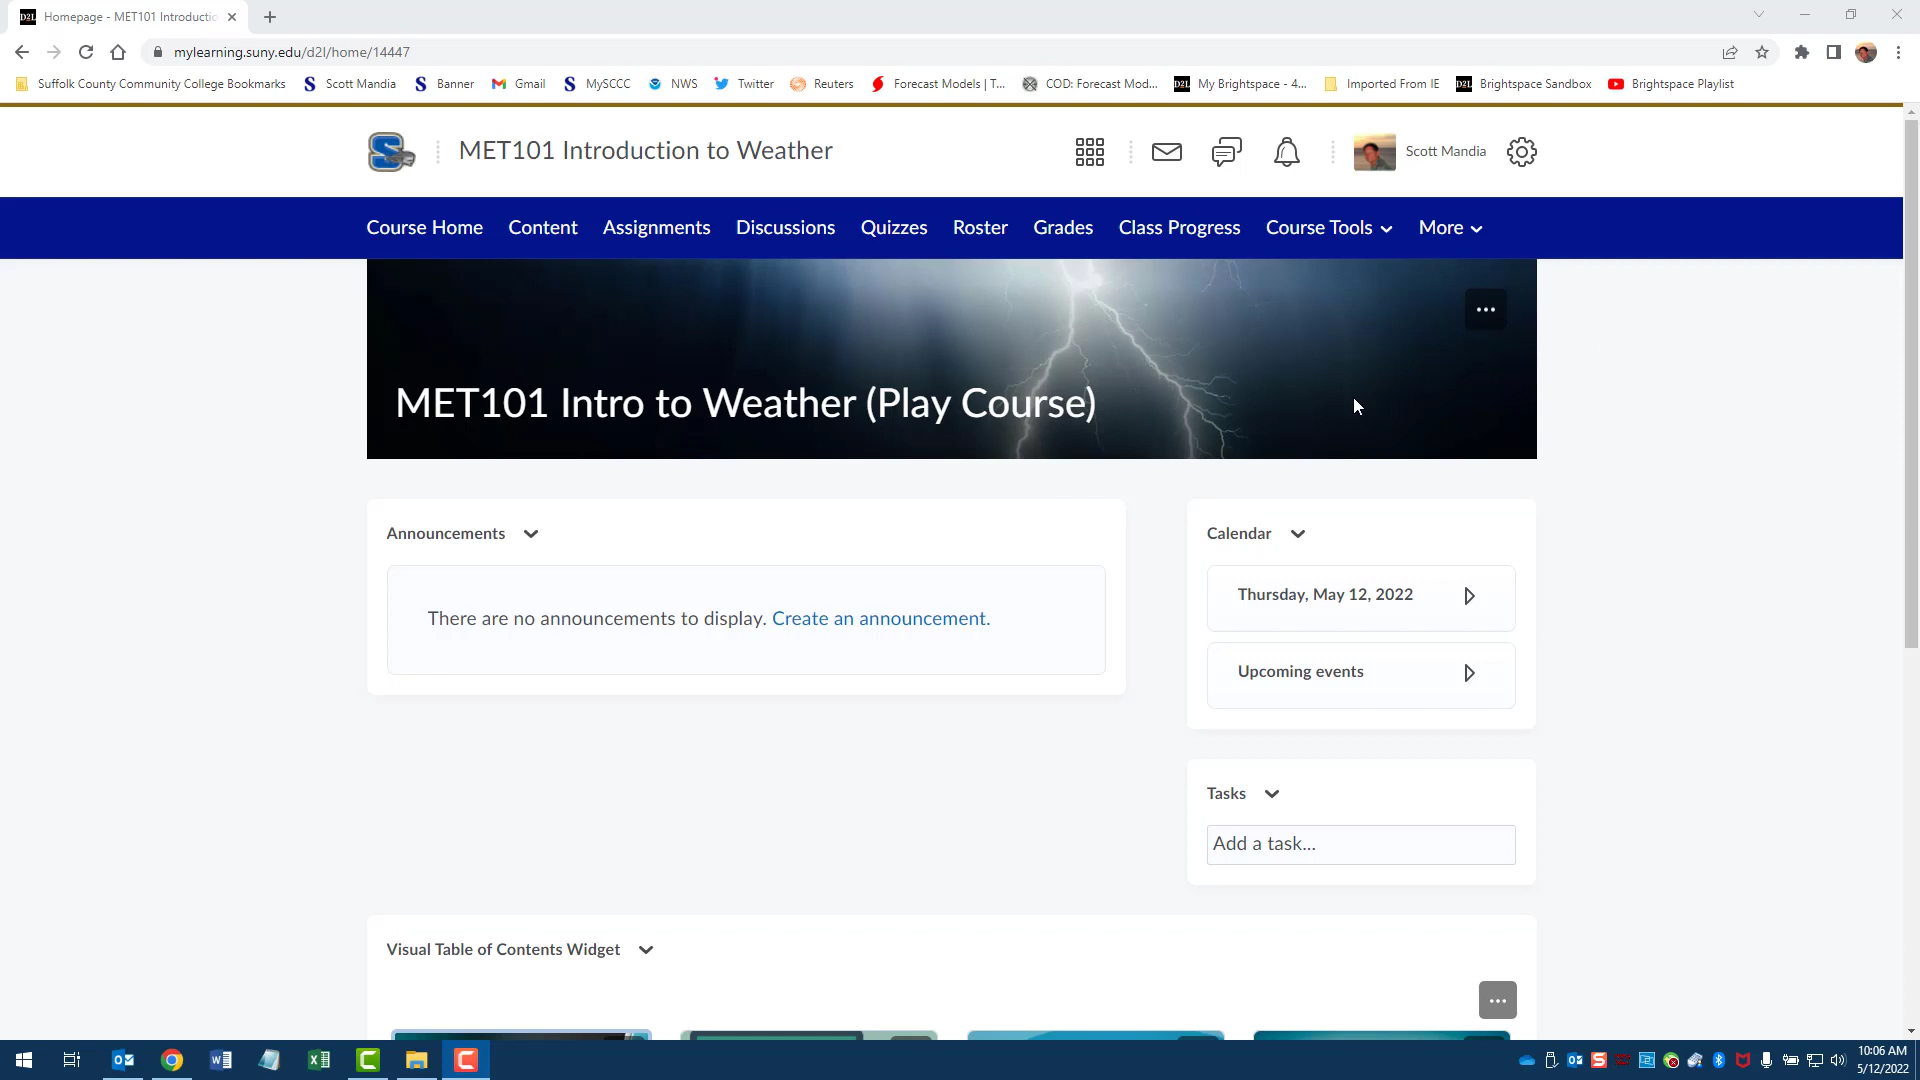 D2L Homepage - MET101 Introductio
mylearning.suny.edu/d2l/home/14447
Suffolk County Community College Bookmarks S Scott Mandia S Banner Gmail S MySCCC NWS Twitter Reuters Forecast Models | T... COD: Forecast Mod... D2L My Brightspace - 4... Imported From IE D2L Brightspace Sandbox Brightspace Playlist
S MET101 Introduction to Weather Scott Mandia
Course Home Content Assignments Discussions Quizzes Roster Grades Class Progress Course Tools More
MET101 Intro to Weather (Play Course)
Announcements
There are no announcements to display. Create an announcement.
Calendar
Thursday, May 12, 2022
Upcoming events
Tasks
Add a task...
Visual Table of Contents Widget
10:06 AM
5/12/2022